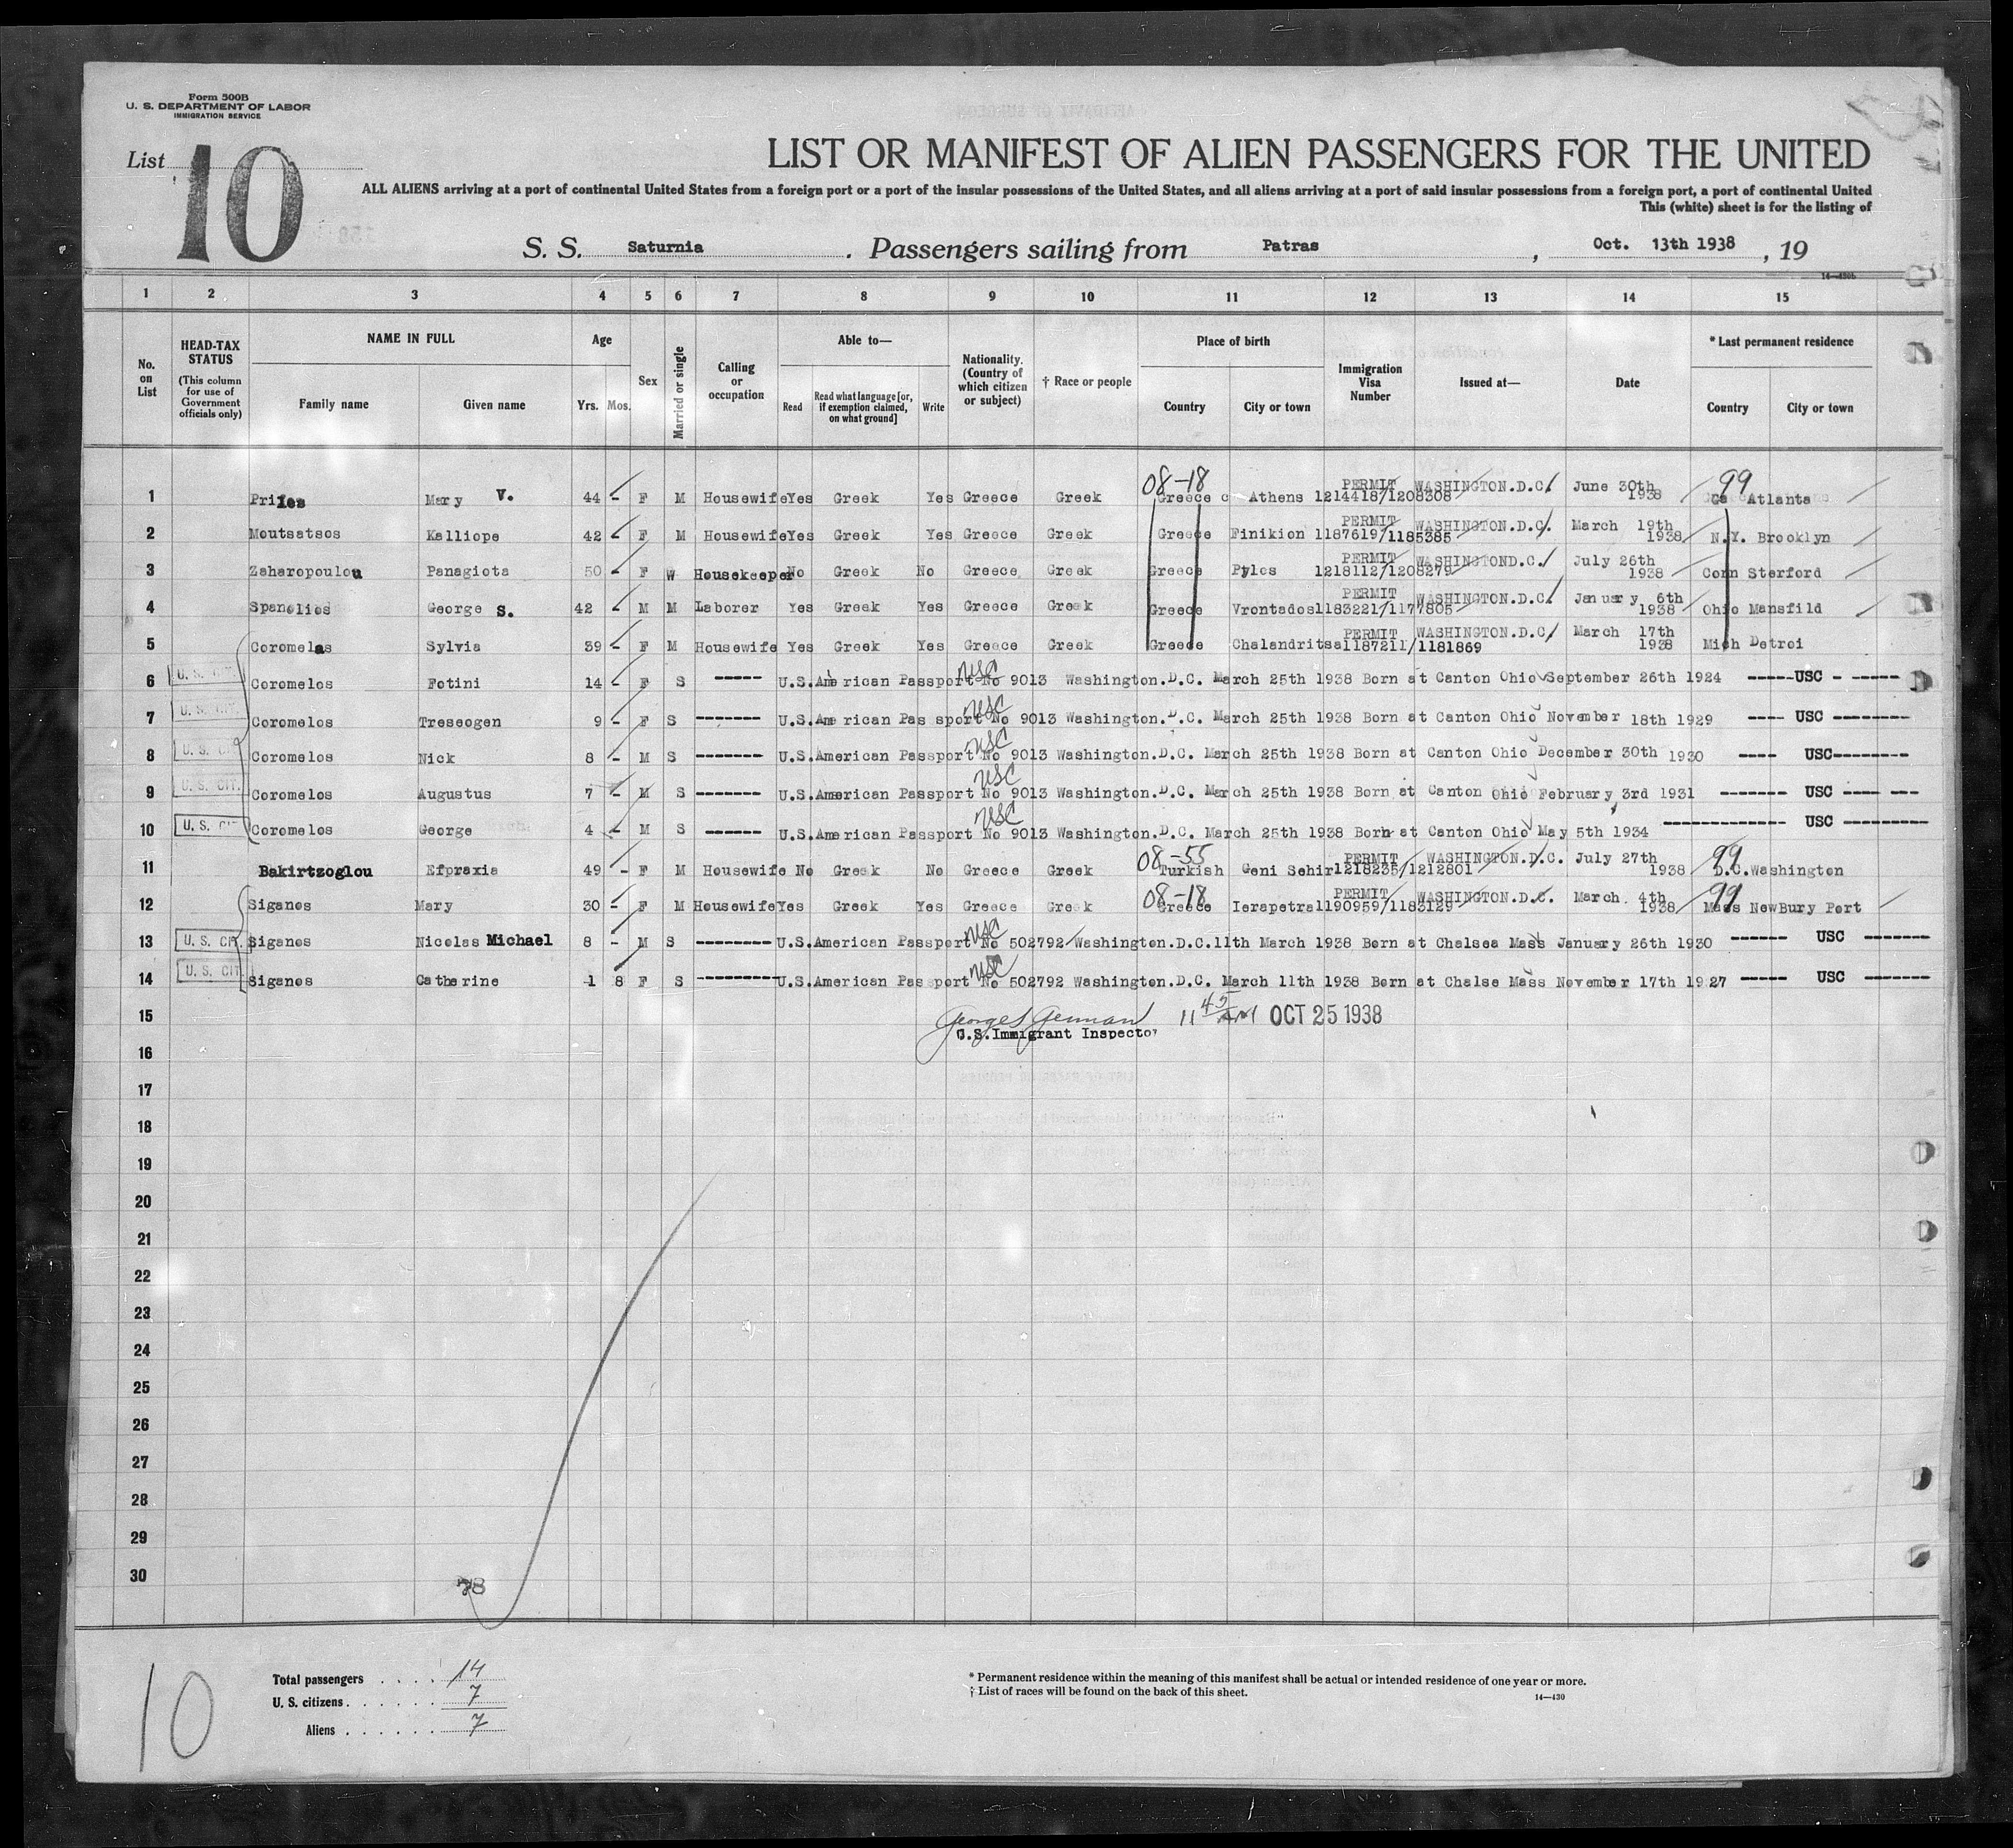 Form 500B
U. S. DEPARTMENT OF LABOR
IMMIGRATION SERVICE
List 10
LIST OR MANIFEST OF ALIEN PASSENGERS FOR THE UNITED
ALL ALIENS arriving at a port of continental United States from a foreign port or a port of the insular possessions of the United States, and all aliens arriving at a port of said insular possessions from a foreign port, a port of continental United
This (white) sheet is for the listing of
S. S. Saturnia . Passengers sailing from Patras , Oct. 13th 1938 , 19
14—430b
1 2 3 4 5 6 7 8 9 10 11 12 13 14 15
No. on List
HEAD-TAX STATUS (This column for use of Government officials only)
NAME IN FULL Family name Given name
Age Yrs. Mos.
Sex
Married or single
Calling or occupation
Able to— Read Read what language [or, if exemption claimed, on what ground] Write
Nationality. (Country of which citizen or subject)
† Race or people
Place of birth Country City or town
Immigration Visa Number
Issued at—
Date
* Last permanent residence Country City or town
08-18 99
1 Priles Mary V. 44 - F M Housewife Yes Greek Yes Greece Greek Greece Athens PERMIT 1214418/1208308 WASHINGTON.D.C. June 30th 1938 Ga Atlanta
2 Moutsatsos Kalliope 42 - F M Housewife Yes Greek Yes Greece Greek Greece Finikion PERMIT 1187619/1185385 WASHINGTON.D.C. March 19th 1938 N.Y. Brooklyn
3 Zaharopoulou Panagiota 50 - F W Housekeeper No Greek No Greece Greek Greece Pylos PERMIT 1218112/1208279 WASHINGTOND.C. July 26th 1938 Conn Sterford
4 Spanelios George S. 42 M M Laborer Yes Greek Yes Greece Greek Greece Vrontados PERMIT 1183221/1177805 WASHINGTON.D.C. January 6th 1938 Ohio Mansfild
5 Coromelas Sylvia 39 - F M Housewife Yes Greek Yes Greece Greek Greece Chalandritsa PERMIT 1187211/1181869 WASHINGTON.D.C. March 17th 1938 Mich Detroi
6 U. S. CIT. Coromelos Fotini 14 - F S ----- U.S.American Passport No 9013 Washington.D.C. March 25th 1938 Born at Canton Ohio September 26th 1924 -----USC - -----
USC
7 U. S. CIT. Coromelos Treseogen 9 - F S ------- U.S.American Passport No 9013 Washington.D.C. March 25th 1938 Born at Canton Ohio November 18th 1929 ---- USC --------
USC
8 U. S. CIT. Coromelos Nick 8 - M S ------- U.S.American Passport No 9013 Washington.D.C. March 25th 1938 Born at Canton Ohio December 30th 1930 ---- USC--------
USC
9 U. S. CIT. Coromelos Augustus 7 - M S ------- U.S.American Passport No 9013 Washington.D.C. March 25th 1938 Born at Canton Ohio February 3rd 1931 ------- USC ---- ---
USC
10 U. S. CIT. Coromelos George 4 - M S ------ U.S.American Passport No 9013 Washington.D.C. March 25th 1938 Born at Canton Ohio May 5th 1934 ------------- USC ---------
USC
08-55 99
11 Bakirtzoglou Efpraxia 49 - F M Housewife No Greek No Greece Greek Turkish Geni Sehir PERMIT 1218235/1212801 WASHINGTON.D.C. July 27th 1938 D.C.Washington
08-18 99
12 Siganos Mary 30 - F M Housewife Yes Greek Yes Greece Greek Greece Ierapetra PERMIT 1190959/1183129 WASHINGTON.D.C. March. 4th 1938 Mass NewBury Port
13 U. S. CIT. Siganos Nicolas Michael 8 - M S -------- U.S.American Passport No 502792 Washington.D.C.11th March 1938 Born at Chalsea Mass January 26th 1930 ------ USC -------
USC
14 U. S. CIT. Siganos Catherine 1 8 F S --------- U.S.American Passport No 502792 Washington.D.C. March 11th 1938 Born at Chalse Mass November 17th 1927 ----- USC -------
USC
15 11 45 AM OCT 25 1938
U.S.Immigrant Inspector
16
17
18
19
20
21
22
23
24
25
26
27
28
29
30
78
10
Total passengers . . . . 14
U. S. citizens . . . . . . 7
Aliens . . . . . . 7
* Permanent residence within the meaning of this manifest shall be actual or intended residence of one year or more.
† List of races will be found on the back of this sheet.
14—430